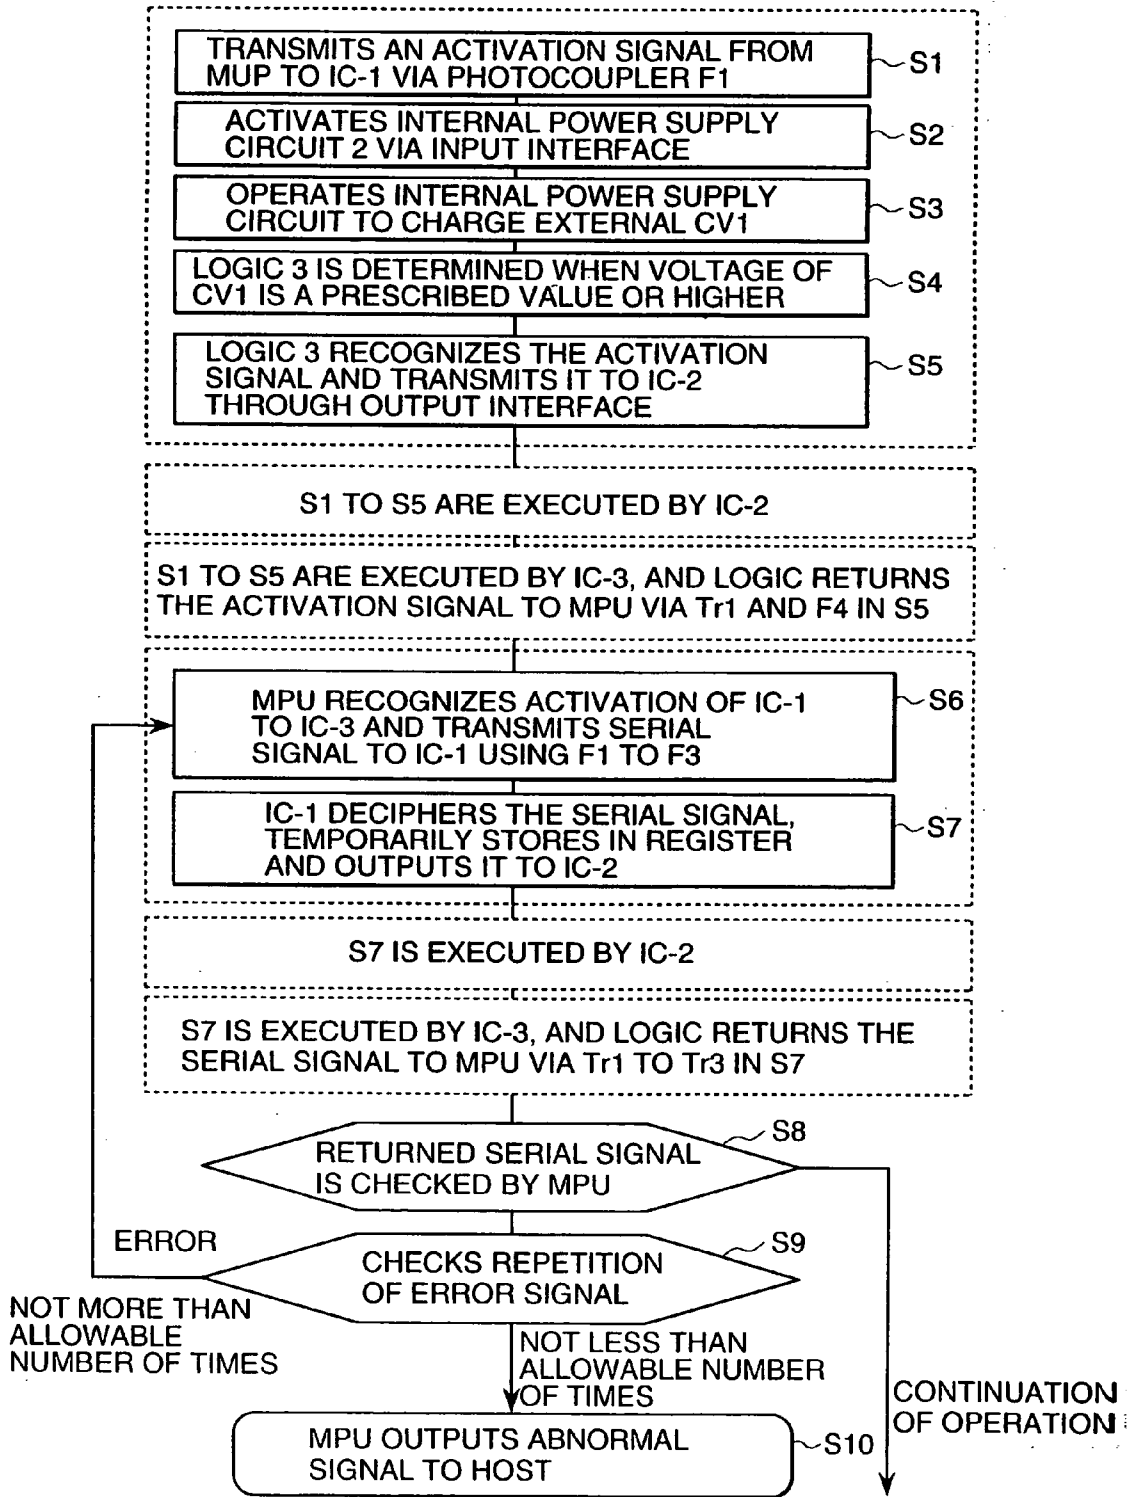 TRANSMITS AN ACTIVATION SIGNAL FROM
MUP TO IC-1 VIA PHOTOCOUPLER F1
S1
ACTIVATES INTERNAL POWER SUPPLY
CIRCUIT 2 VIA INPUT INTERFACE
S2
OPERATES INTERNAL POWER SUPPLY
CIRCUIT TO CHARGE EXTERNAL CV1
S3
LOGIC 3 IS DETERMINED WHEN VOLTAGE OF
CV1 IS A PRESCRIBED VALUE OR HIGHER
S4
LOGIC 3 RECOGNIZES THE ACTIVATION
SIGNAL AND TRANSMITS IT TO IC-2
THROUGH OUTPUT INTERFACE
S5
S1 TO S5 ARE EXECUTED BY IC-2
S1 TO S5 ARE EXECUTED BY IC-3, AND LOGIC RETURNS
THE ACTIVATION SIGNAL TO MPU VIA Tr1 AND F4 IN S5
MPU RECOGNIZES ACTIVATION OF IC-1
TO IC-3 AND TRANSMITS SERIAL
SIGNAL TO IC-1 USING F1 TO F3
S6
IC-1 DECIPHERS THE SERIAL SIGNAL,
TEMPORARILY STORES IN REGISTER
AND OUTPUTS IT TO IC-2
S7
S7 IS EXECUTED BY IC-2
S7 IS EXECUTED BY IC-3, AND LOGIC RETURNS THE
SERIAL SIGNAL TO MPU VIA Tr1 TO Tr3 IN S7
RETURNED SERIAL SIGNAL
IS CHECKED BY MPU
S8
ERROR
CHECKS REPETITION
OF ERROR SIGNAL
S9
NOT MORE THAN
ALLOWABLE
NUMBER OF TIMES
NOT LESS THAN
ALLOWABLE NUMBER
OF TIMES
CONTINUATION
OF OPERATION
MPU OUTPUTS ABNORMAL
SIGNAL TO HOST
S10